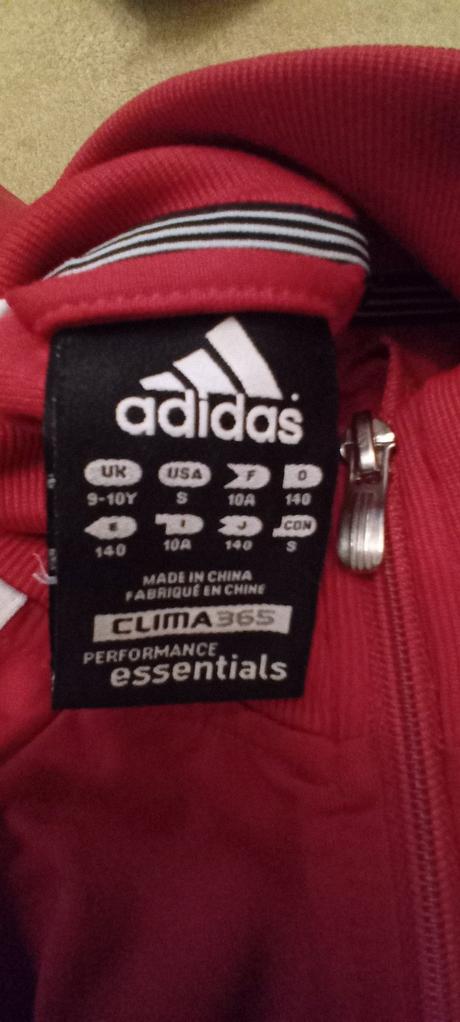 adidas
UK USA F D
9-10Y S 10A 140
E I J CDN
140 10A 140 S
MADE IN CHINA
FABRIQUÉ EN CHINE
CLIMA365
PERFORMANCE
essentials